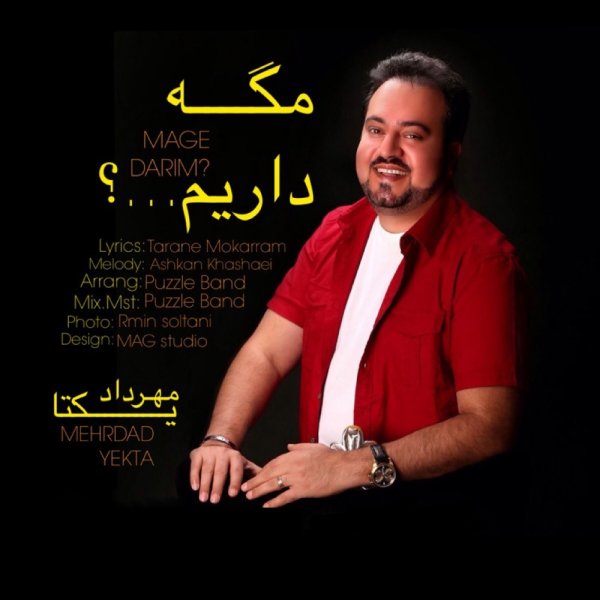 مگه
MAGE
DARIM?
داریم...؟
Lyrics: Tarane Mokarram
Melody: Ashkan Khashaei
Arrang: Puzzle Band
Mix.Mst: Puzzle Band
Photo: Rmin soltani
Design: MAG studio
مهرداد
یکتا
MEHRDAD
YEKTA